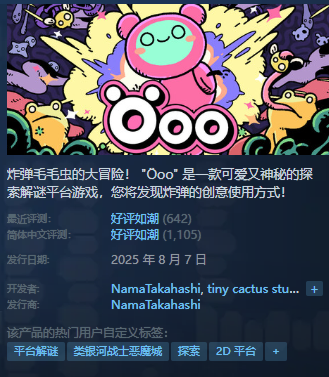 Öoo
炸弹毛毛虫的大冒险！ "Öoo" 是一款可爱又神秘的探
索解谜平台游戏，您将发现炸弹的创意使用方式！
最近评测：
好评如潮 (642)
简体中文评测：
好评如潮 (1,105)
发行日期：
2025 年 8 月 7 日
开发者：
NamaTakahashi, tiny cactus stu... +
发行商：
NamaTakahashi
该产品的热门用户自定义标签：
平台解谜 类银河战士恶魔城 探索 2D 平台 +